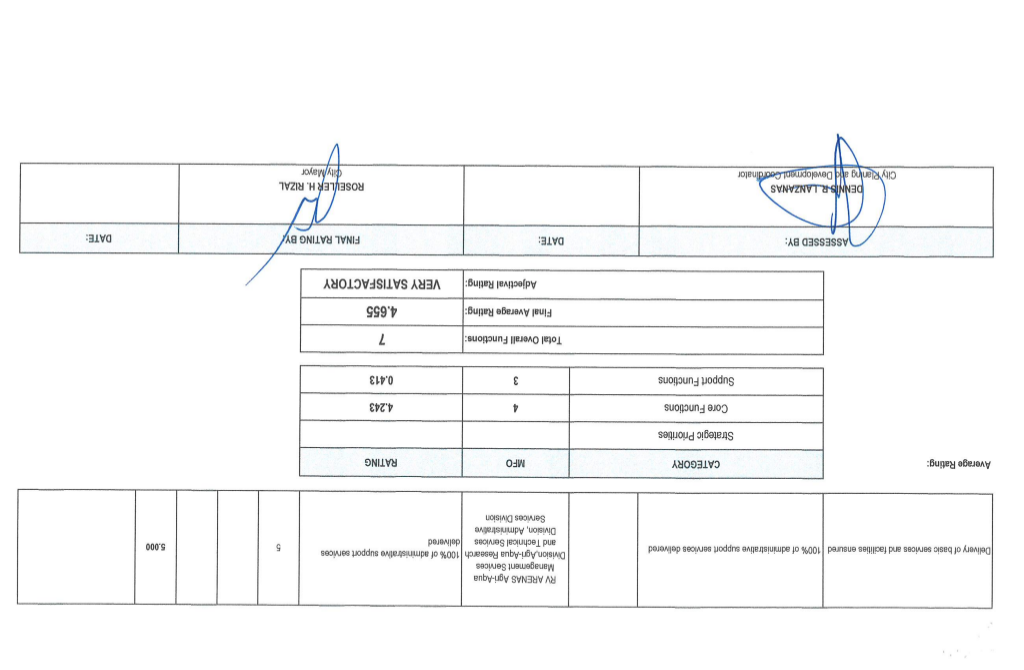 Delivery of basic services and facilities ensured
100% of administrative support services delivered
RV ARENAS Agri-Aqua
Management Services
Division,Agri-Aqua Research
and Technical Services
Division, Administrative
Services Division
100% of administrative support services
delivered
5
5.000
Average Rating:
CATEGORY MFO RATING
Strategic Priorities
Core Functions 4 4.243
Support Functions 3 0.413
Total Overall Functions: 7
Final Average Rating: 4.655
Adjectival Rating: VERY SATISFACTORY
ASSESSED BY: DATE: FINAL RATING BY: DATE:
DENNIS R. LANZANAS
City Planing and Development Coordinator
ROSELLER H. RIZAL
City Mayor